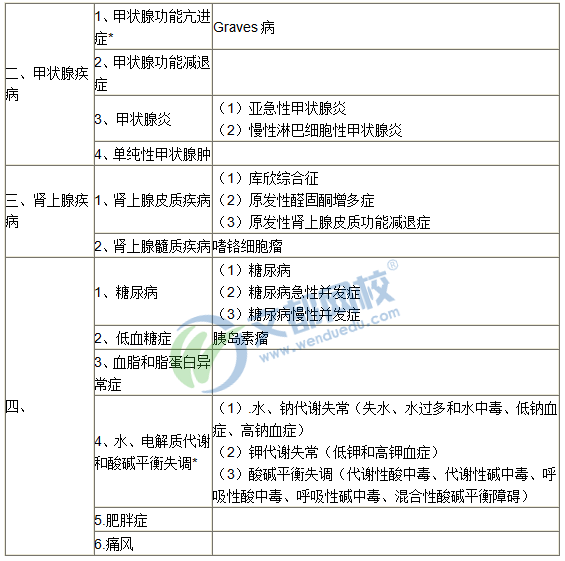 二、甲状腺疾
病
1、甲状腺功能亢进
症*
Graves 病
2、甲状腺功能减退
症
3、甲状腺炎
（1）亚急性甲状腺炎
（2）慢性淋巴细胞性甲状腺炎
4、单纯性甲状腺肿
三、肾上腺疾
病
1、肾上腺皮质疾病
（1）库欣综合征
（2）原发性醛固酮增多症
（3）原发性肾上腺皮质功能减退症
2、肾上腺髓质疾病
嗜铬细胞瘤
四、
1、糖尿病
（1）糖尿病
（2）糖尿病急性并发症
（3）糖尿病慢性并发症
2、低血糖症
胰岛素瘤
3、血脂和脂蛋白异
常症
4、水、电解质代谢
和酸碱平衡失调*
（1）.水、钠代谢失常（失水、水过多和水中毒、低钠血
症、高钠血症）
（2）钾代谢失常（低钾和高钾血症）
（3）酸碱平衡失调（代谢性酸中毒、代谢性碱中毒、呼
吸性酸中毒、呼吸性碱中毒、混合性酸碱平衡障碍）
5.肥胖症
6.痛风
文都网校®
www.wenduedu.com